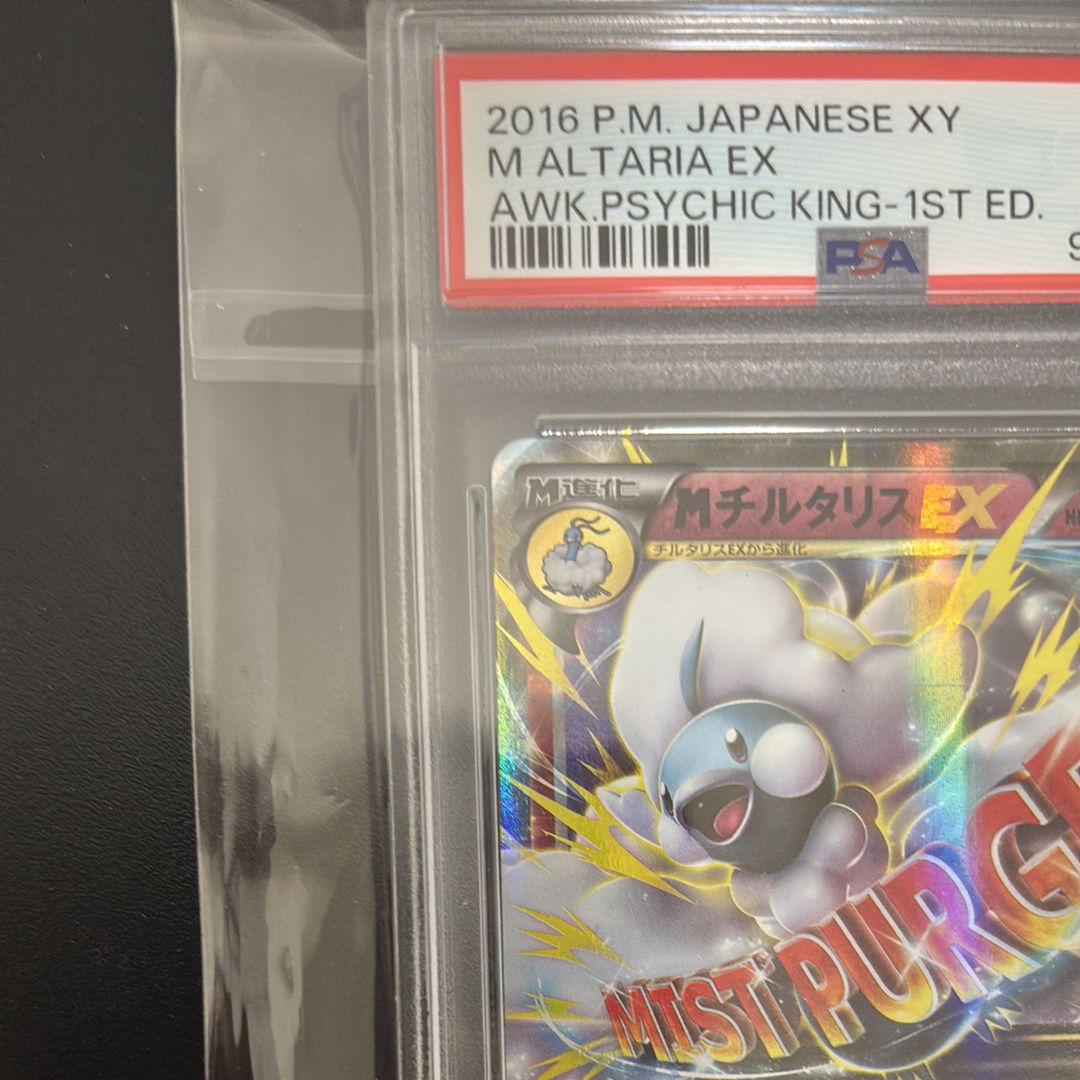 2016 P.M. JAPANESE XY
M ALTARIA EX
AWK.PSYCHIC KING-1ST ED.
PSA
M進化
MチルタリスEX
チルタリスEXから進化
MIST PURG